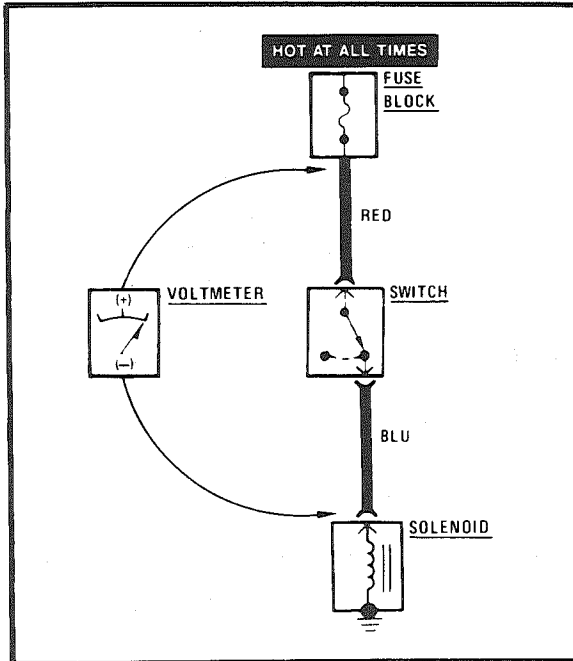 HOT AT ALL TIMES
FUSE
BLOCK
RED
VOLTMETER
(+)
(—)
SWITCH
BLU
SOLENOID